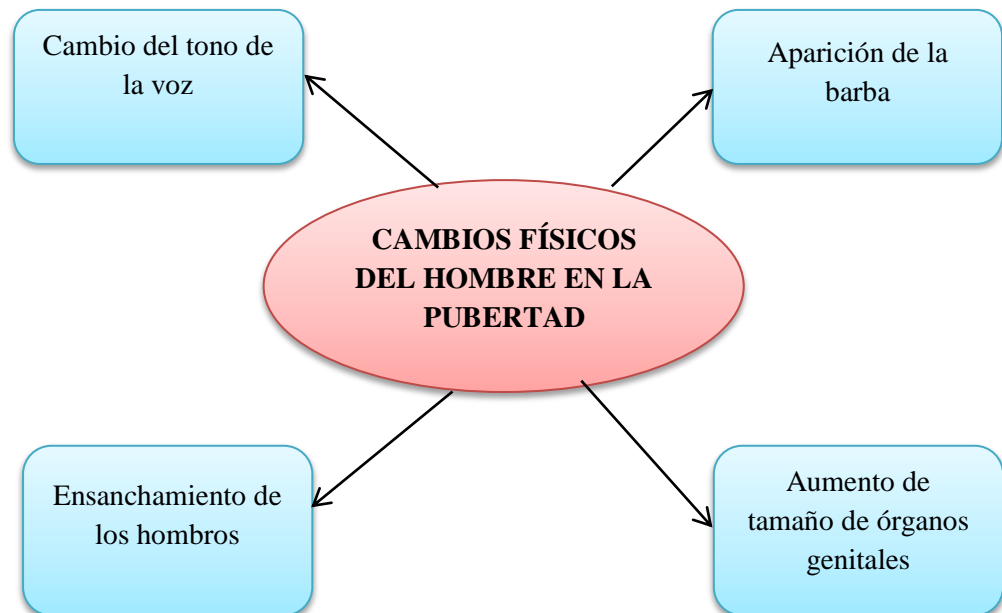 Cambio del tono de
la voz
Aparición de la
barba
CAMBIOS FÍSICOS
DEL HOMBRE EN LA
PUBERTAD
Ensanchamiento de
los hombros
Aumento de
tamaño de órganos
genitales